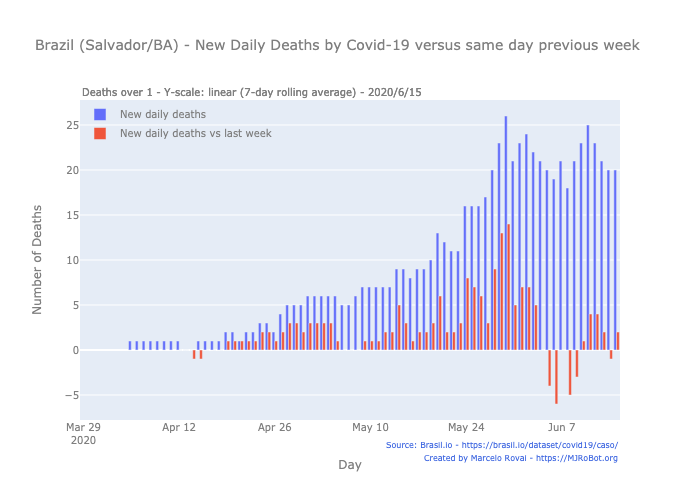 Brazil (Salvador/BA) - New Daily Deaths by Covid-19 versus same day previous week
Deaths over 1 - Y-scale: linear (7-day rolling average) - 2020/6/15
New daily deaths
New daily deaths vs last week
25
20
15
10
5
0
−5
Number of Deaths
Mar 29
2020
Apr 12
Apr 26
May 10
May 24
Jun 7
Day
Source: Brasil.io - https://brasil.io/dataset/covid19/caso/
Created by Marcelo Rovai - https://MJRoBot.org